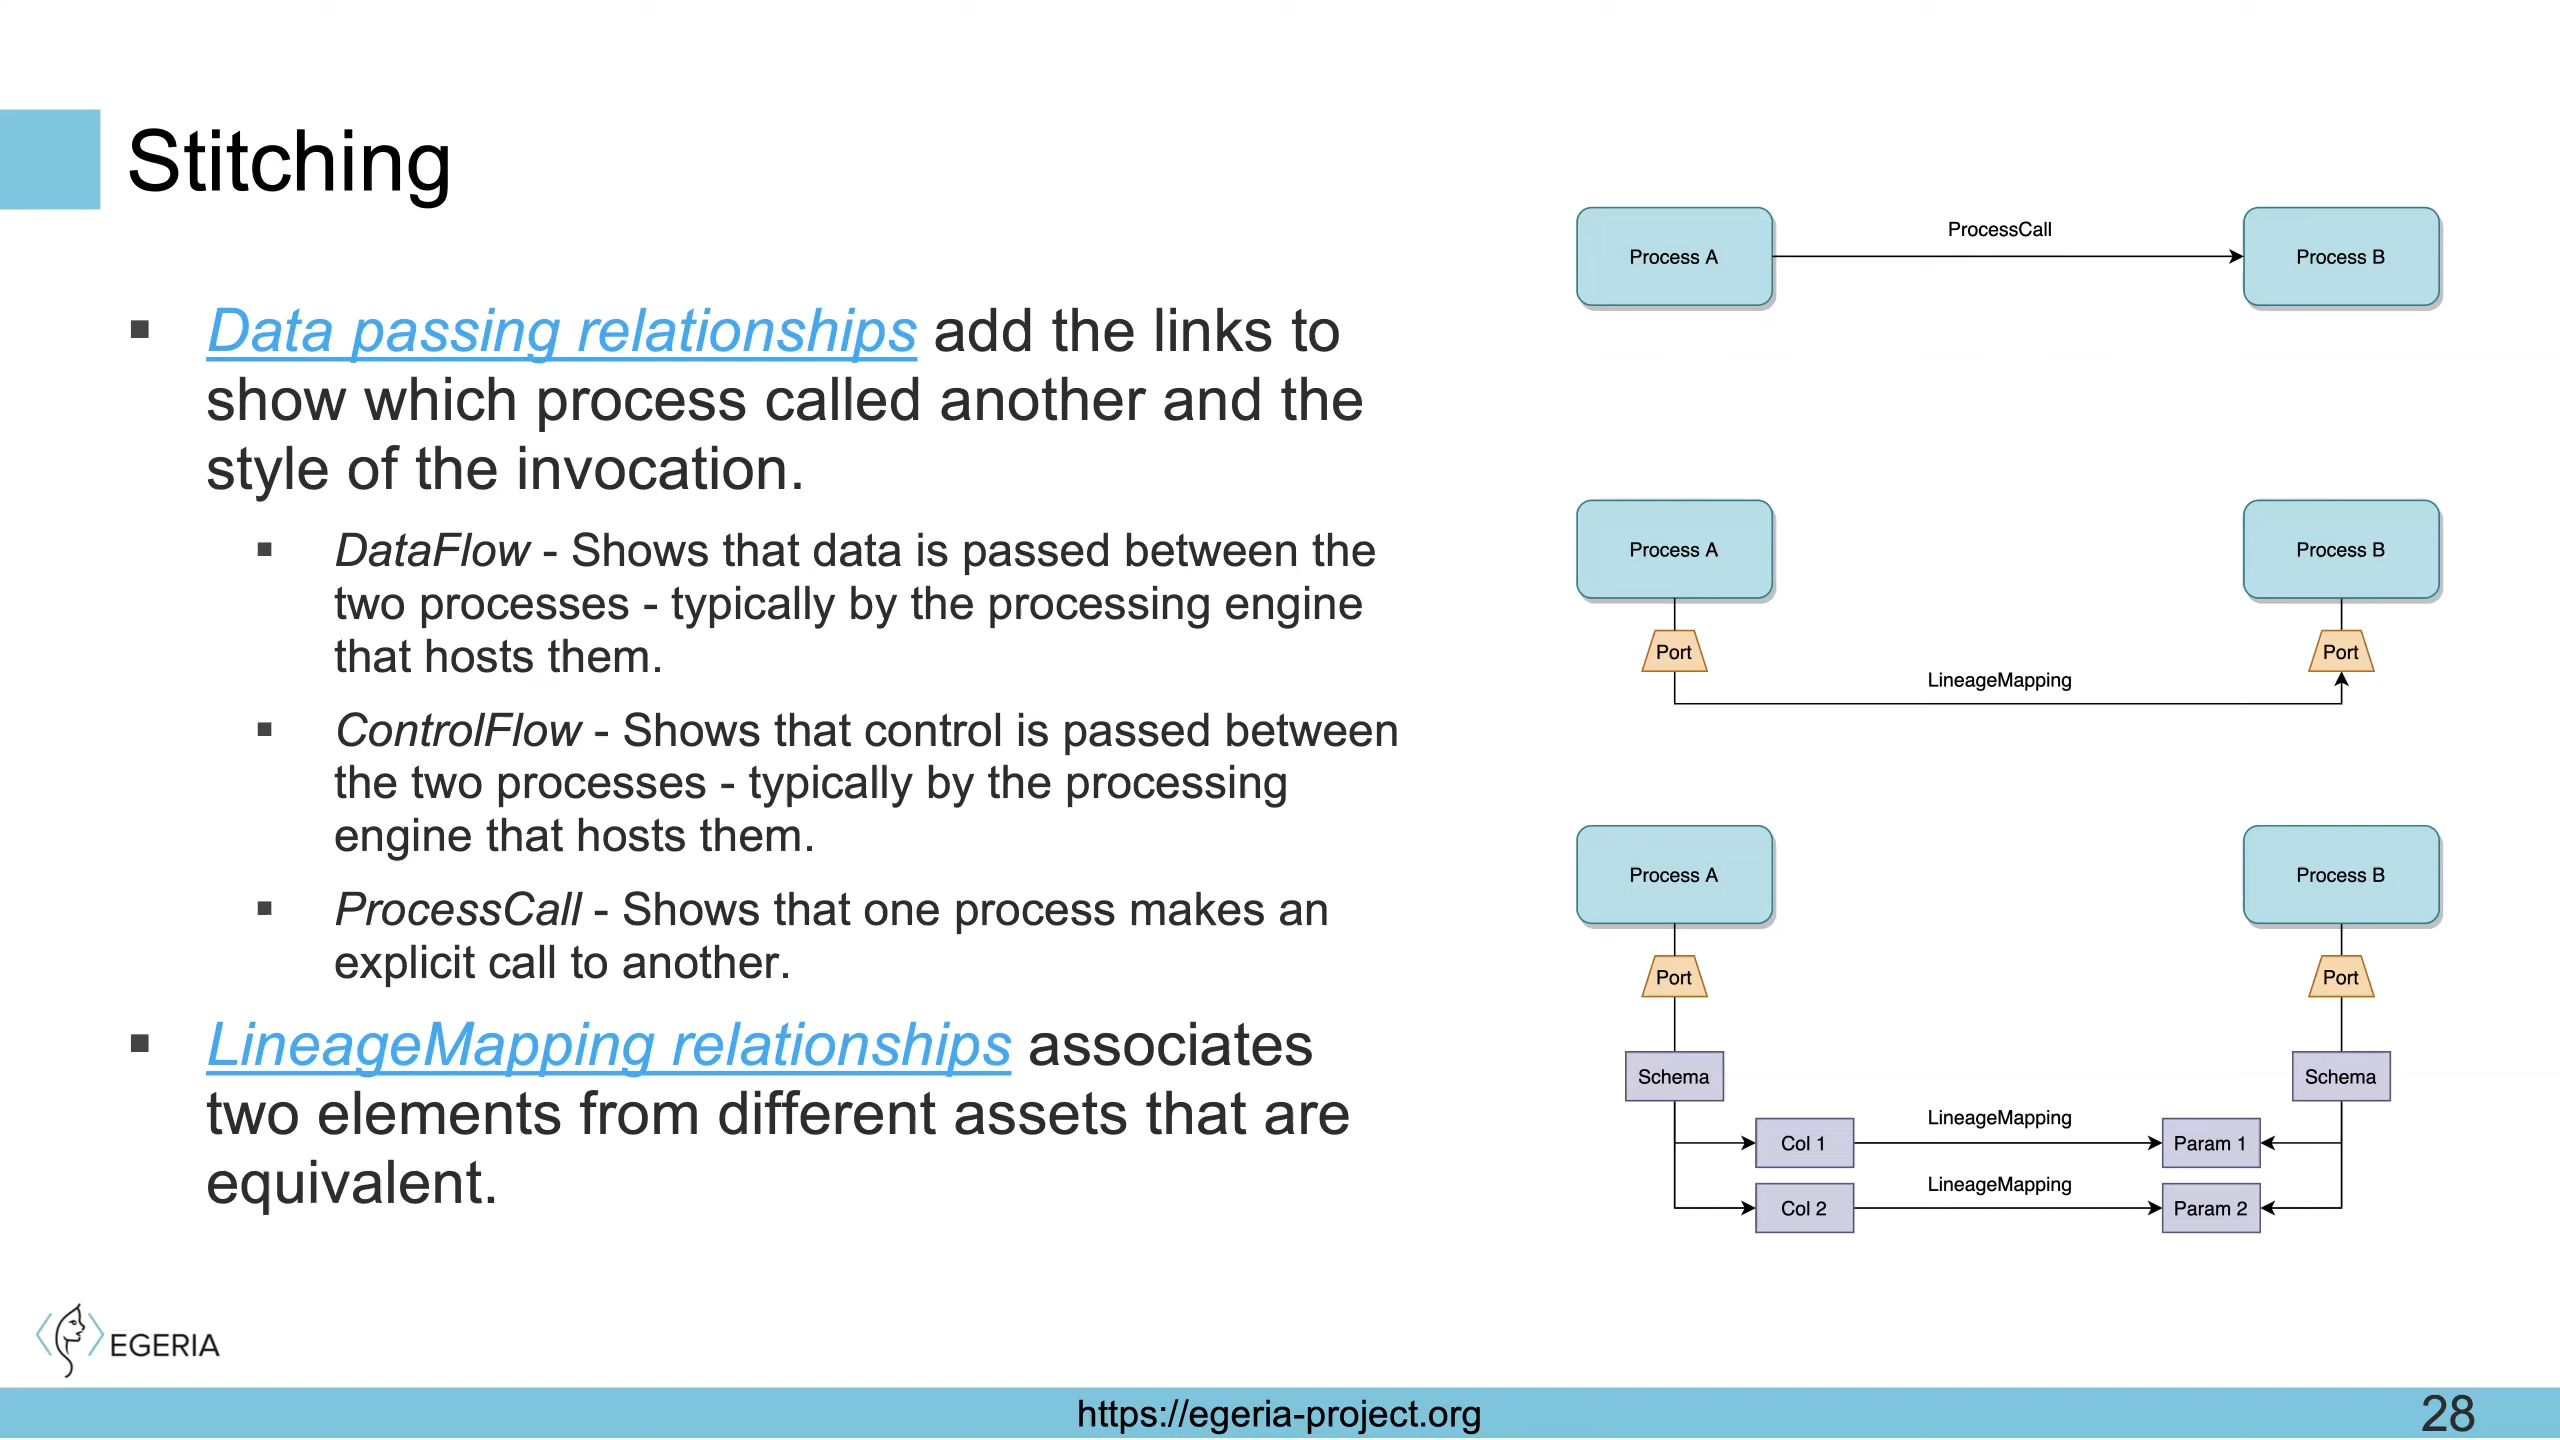 Stitching
▪ Data passing relationships add the links to
show which process called another and the
style of the invocation.
▪ DataFlow - Shows that data is passed between the
two processes - typically by the processing engine
that hosts them.
▪ ControlFlow - Shows that control is passed between
the two processes - typically by the processing
engine that hosts them.
▪ ProcessCall - Shows that one process makes an
explicit call to another.
▪ LineageMapping relationships associates
two elements from different assets that are
equivalent.
Process A
ProcessCall
Process B
Process A
Process B
Port
Port
LineageMapping
Process A
Process B
Port
Port
Schema
Schema
Col 1
LineageMapping
Param 1
Col 2
LineageMapping
Param 2
EGERIA
https://egeria-project.org
28